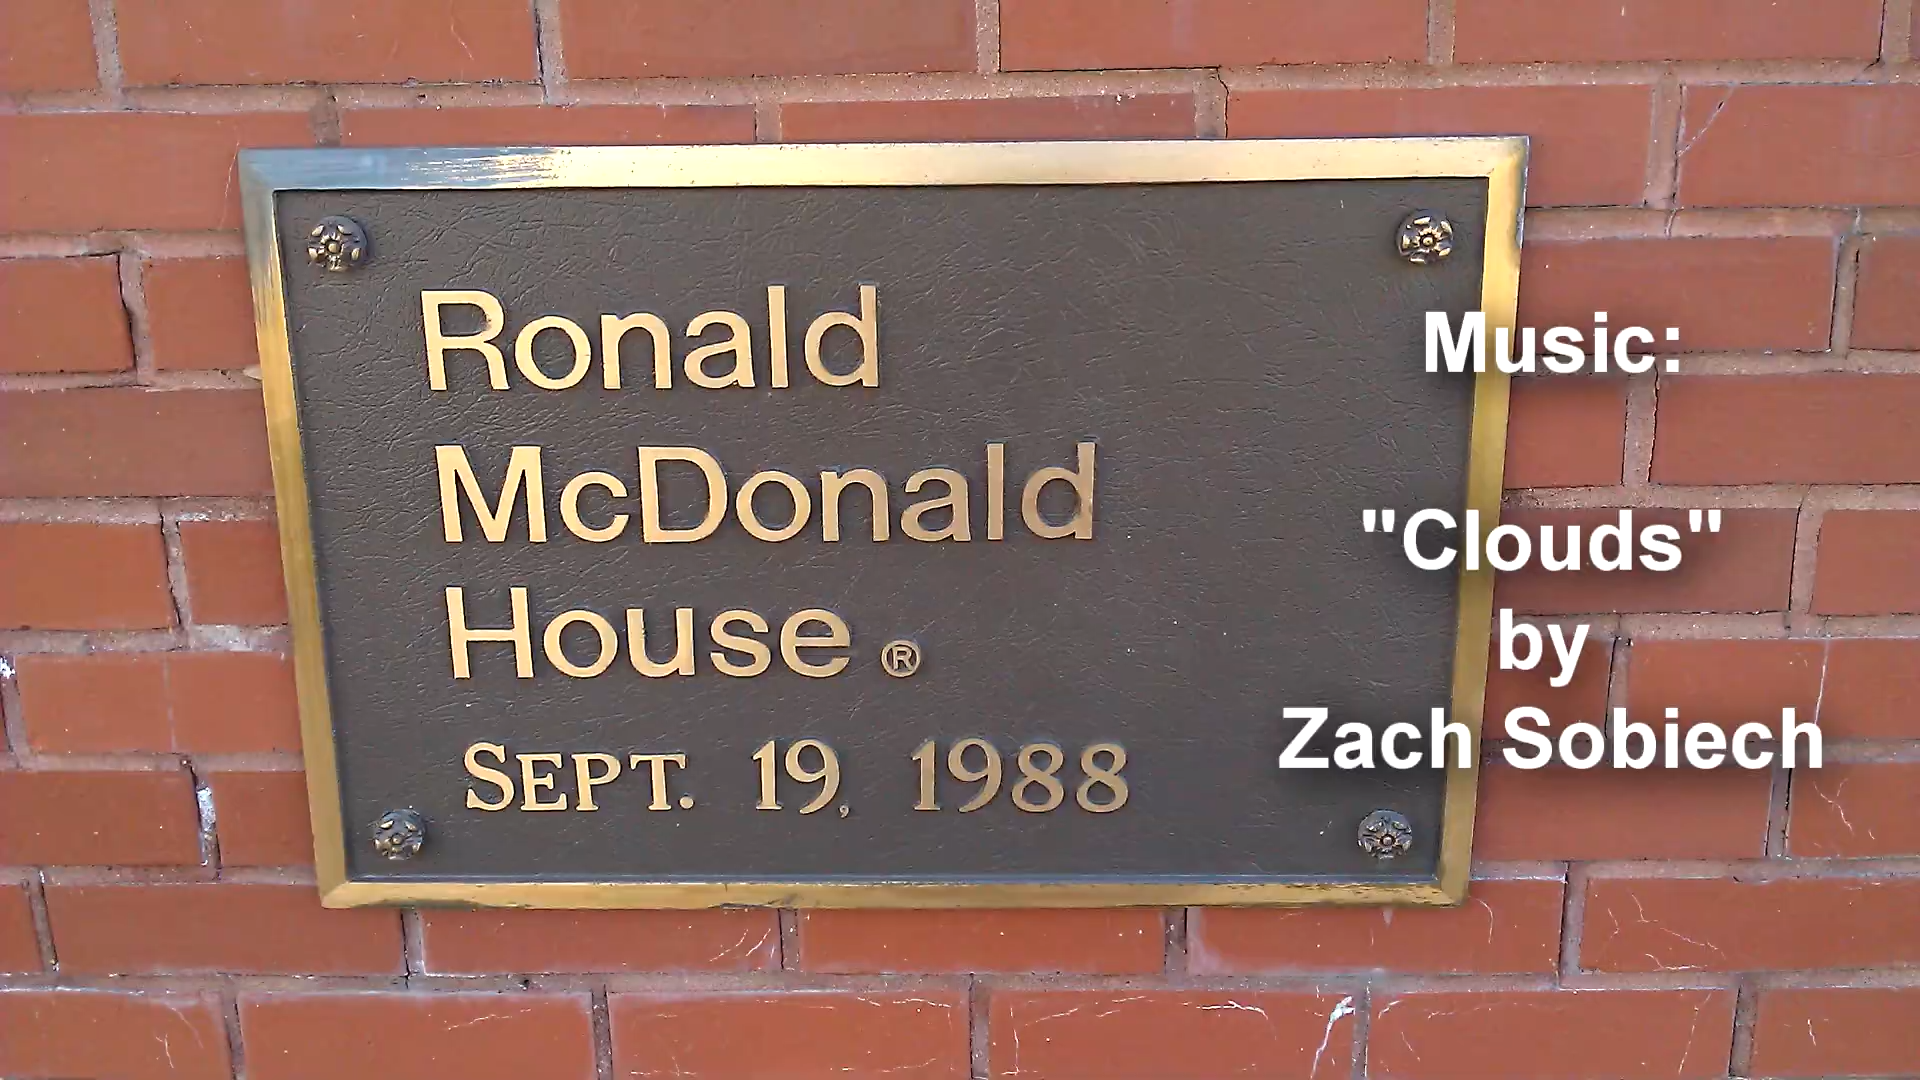 Ronald
McDonald
House ®
SEPT. 19, 1988
Music:
"Clouds"
by
Zach Sobiech